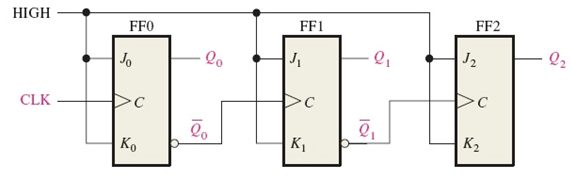 HIGH
FF0 FF1 FF2
J₀ Q₀ J₁ Q₁ J₂ Q₂
CLK C C C
Q̅₀ Q̅₁
K₀ K₁ K₂